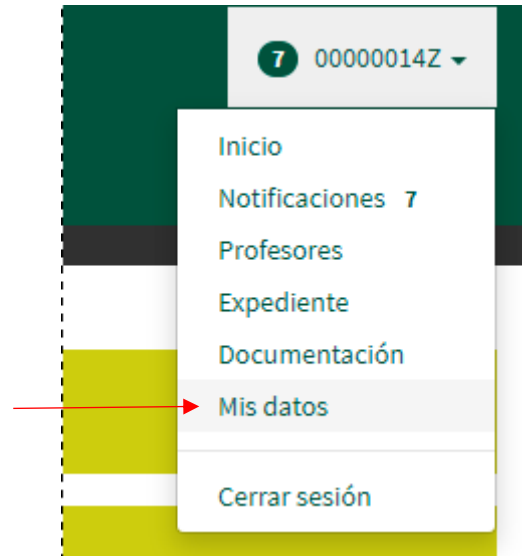 7 00000014Z
Inicio
Notificaciones 7
Profesores
Expediente
Documentación
Mis datos
Cerrar sesión